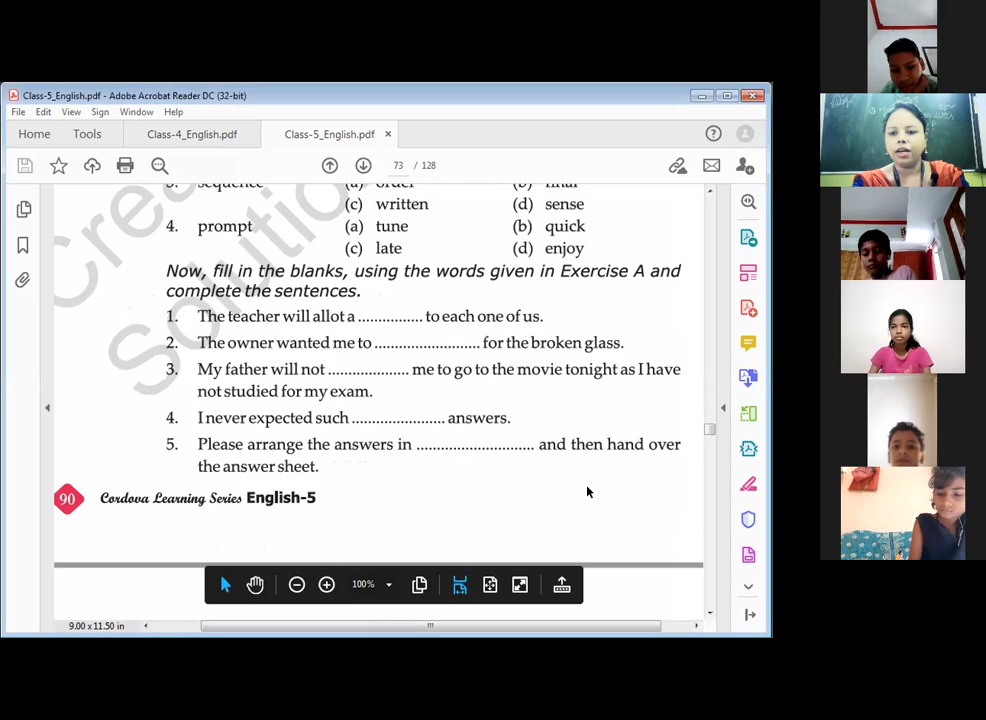 Class-5_English.pdf - Adobe Acrobat Reader DC (32-bit)
File Edit View Sign Window Help
Home Tools Class-4_English.pdf Class-5_English.pdf ×
73 / 128
3. sequence (a) order (b) final
(c) written (d) sense
4. prompt (a) tune (b) quick
(c) late (d) enjoy
Now, fill in the blanks, using the words given in Exercise A and
complete the sentences.
1. The teacher will allot a ................ to each one of us.
2. The owner wanted me to .......................... for the broken glass.
3. My father will not .................... me to go to the movie tonight as I have
not studied for my exam.
4. I never expected such ....................... answers.
5. Please arrange the answers in ............................. and then hand over
the answer sheet.
90 Cordova Learning Series English-5
100%
9.00 x 11.50 in